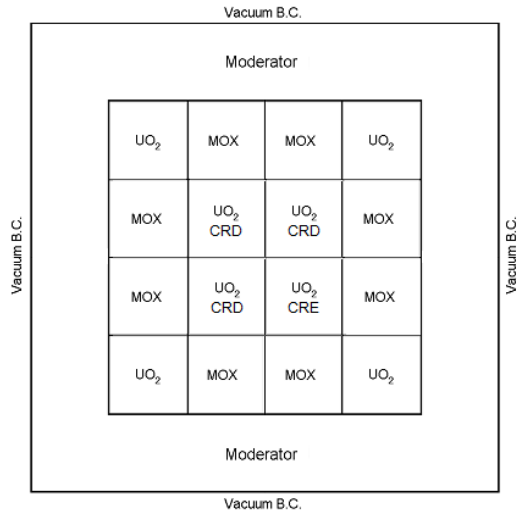 Vacuum B.C.
Moderator
UO₂ MOX MOX UO₂
MOX UO₂ CRD UO₂ CRD MOX
Vacuum B.C. Vacuum B.C.
MOX UO₂ CRD UO₂ CRE MOX
UO₂ MOX MOX UO₂
Moderator
Vacuum B.C.